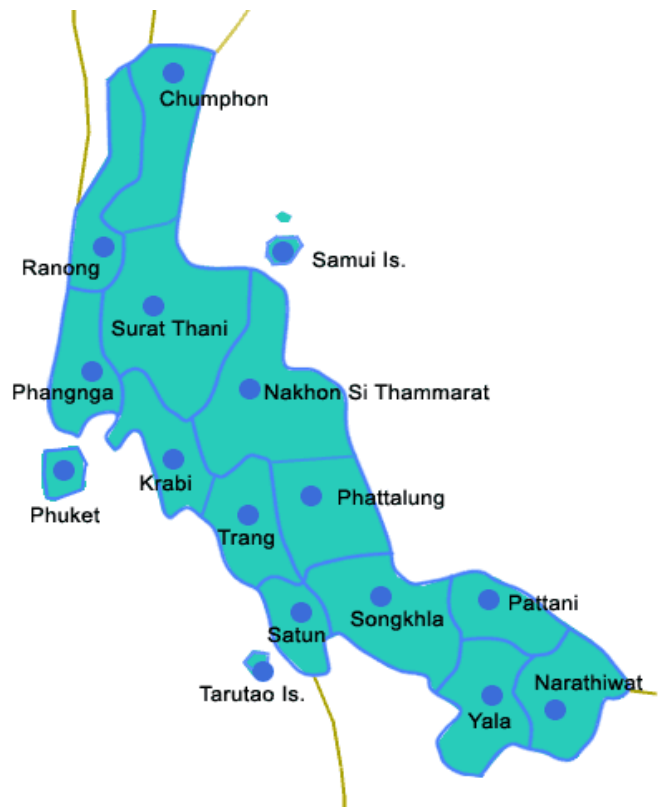 Chumphon
Ranong
Samui Is.
Surat Thani
Phangnga
Nakhon Si Thammarat
Krabi
Phuket
Phattalung
Trang
Satun
Songkhla
Pattani
Tarutao Is.
Yala
Narathiwat